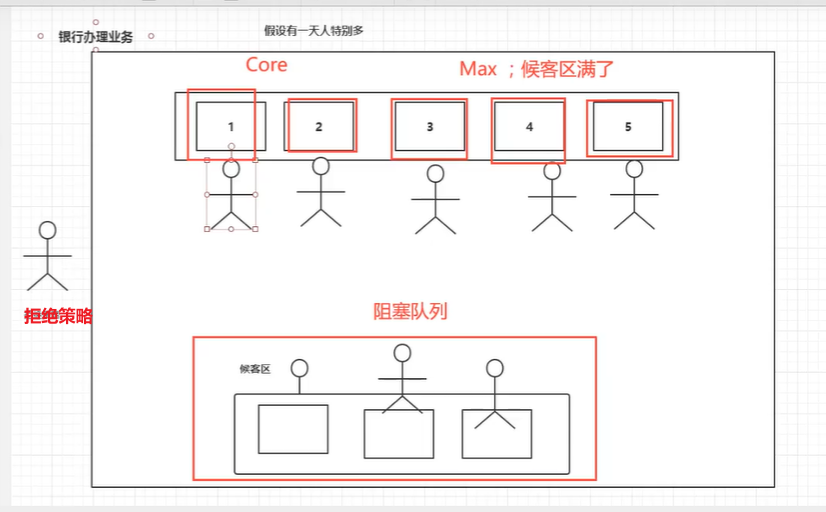 银行办理业务
假设有一天人特别多
Core
Max ；候客区满了
1
2
3
4
5
拒绝策略
阻塞队列
候客区